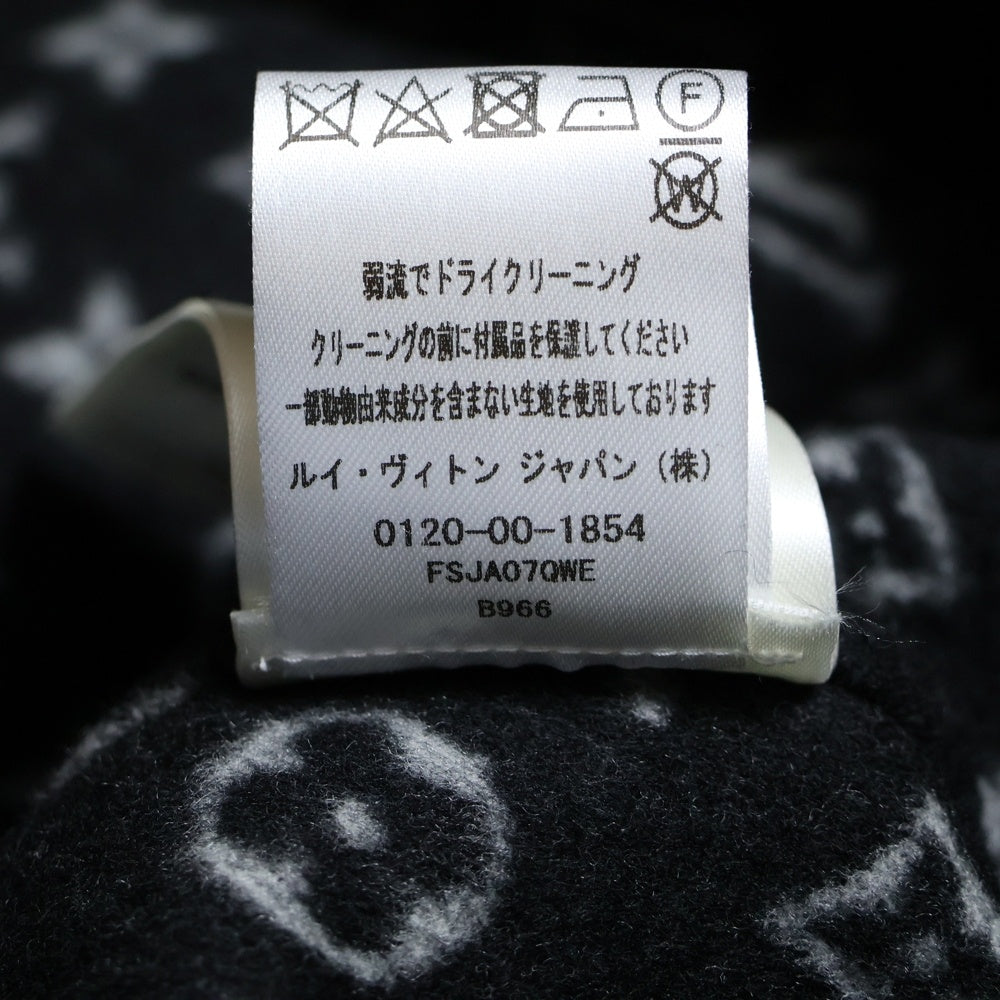 F
W
弱流でドライクリーニング
クリーニングの前に付属品を保護してください
一部動物由来成分を含まない生地を使用しております
ルイ・ヴィトン ジャパン (株)
0120-00-1854
FSJA07QWE
B966